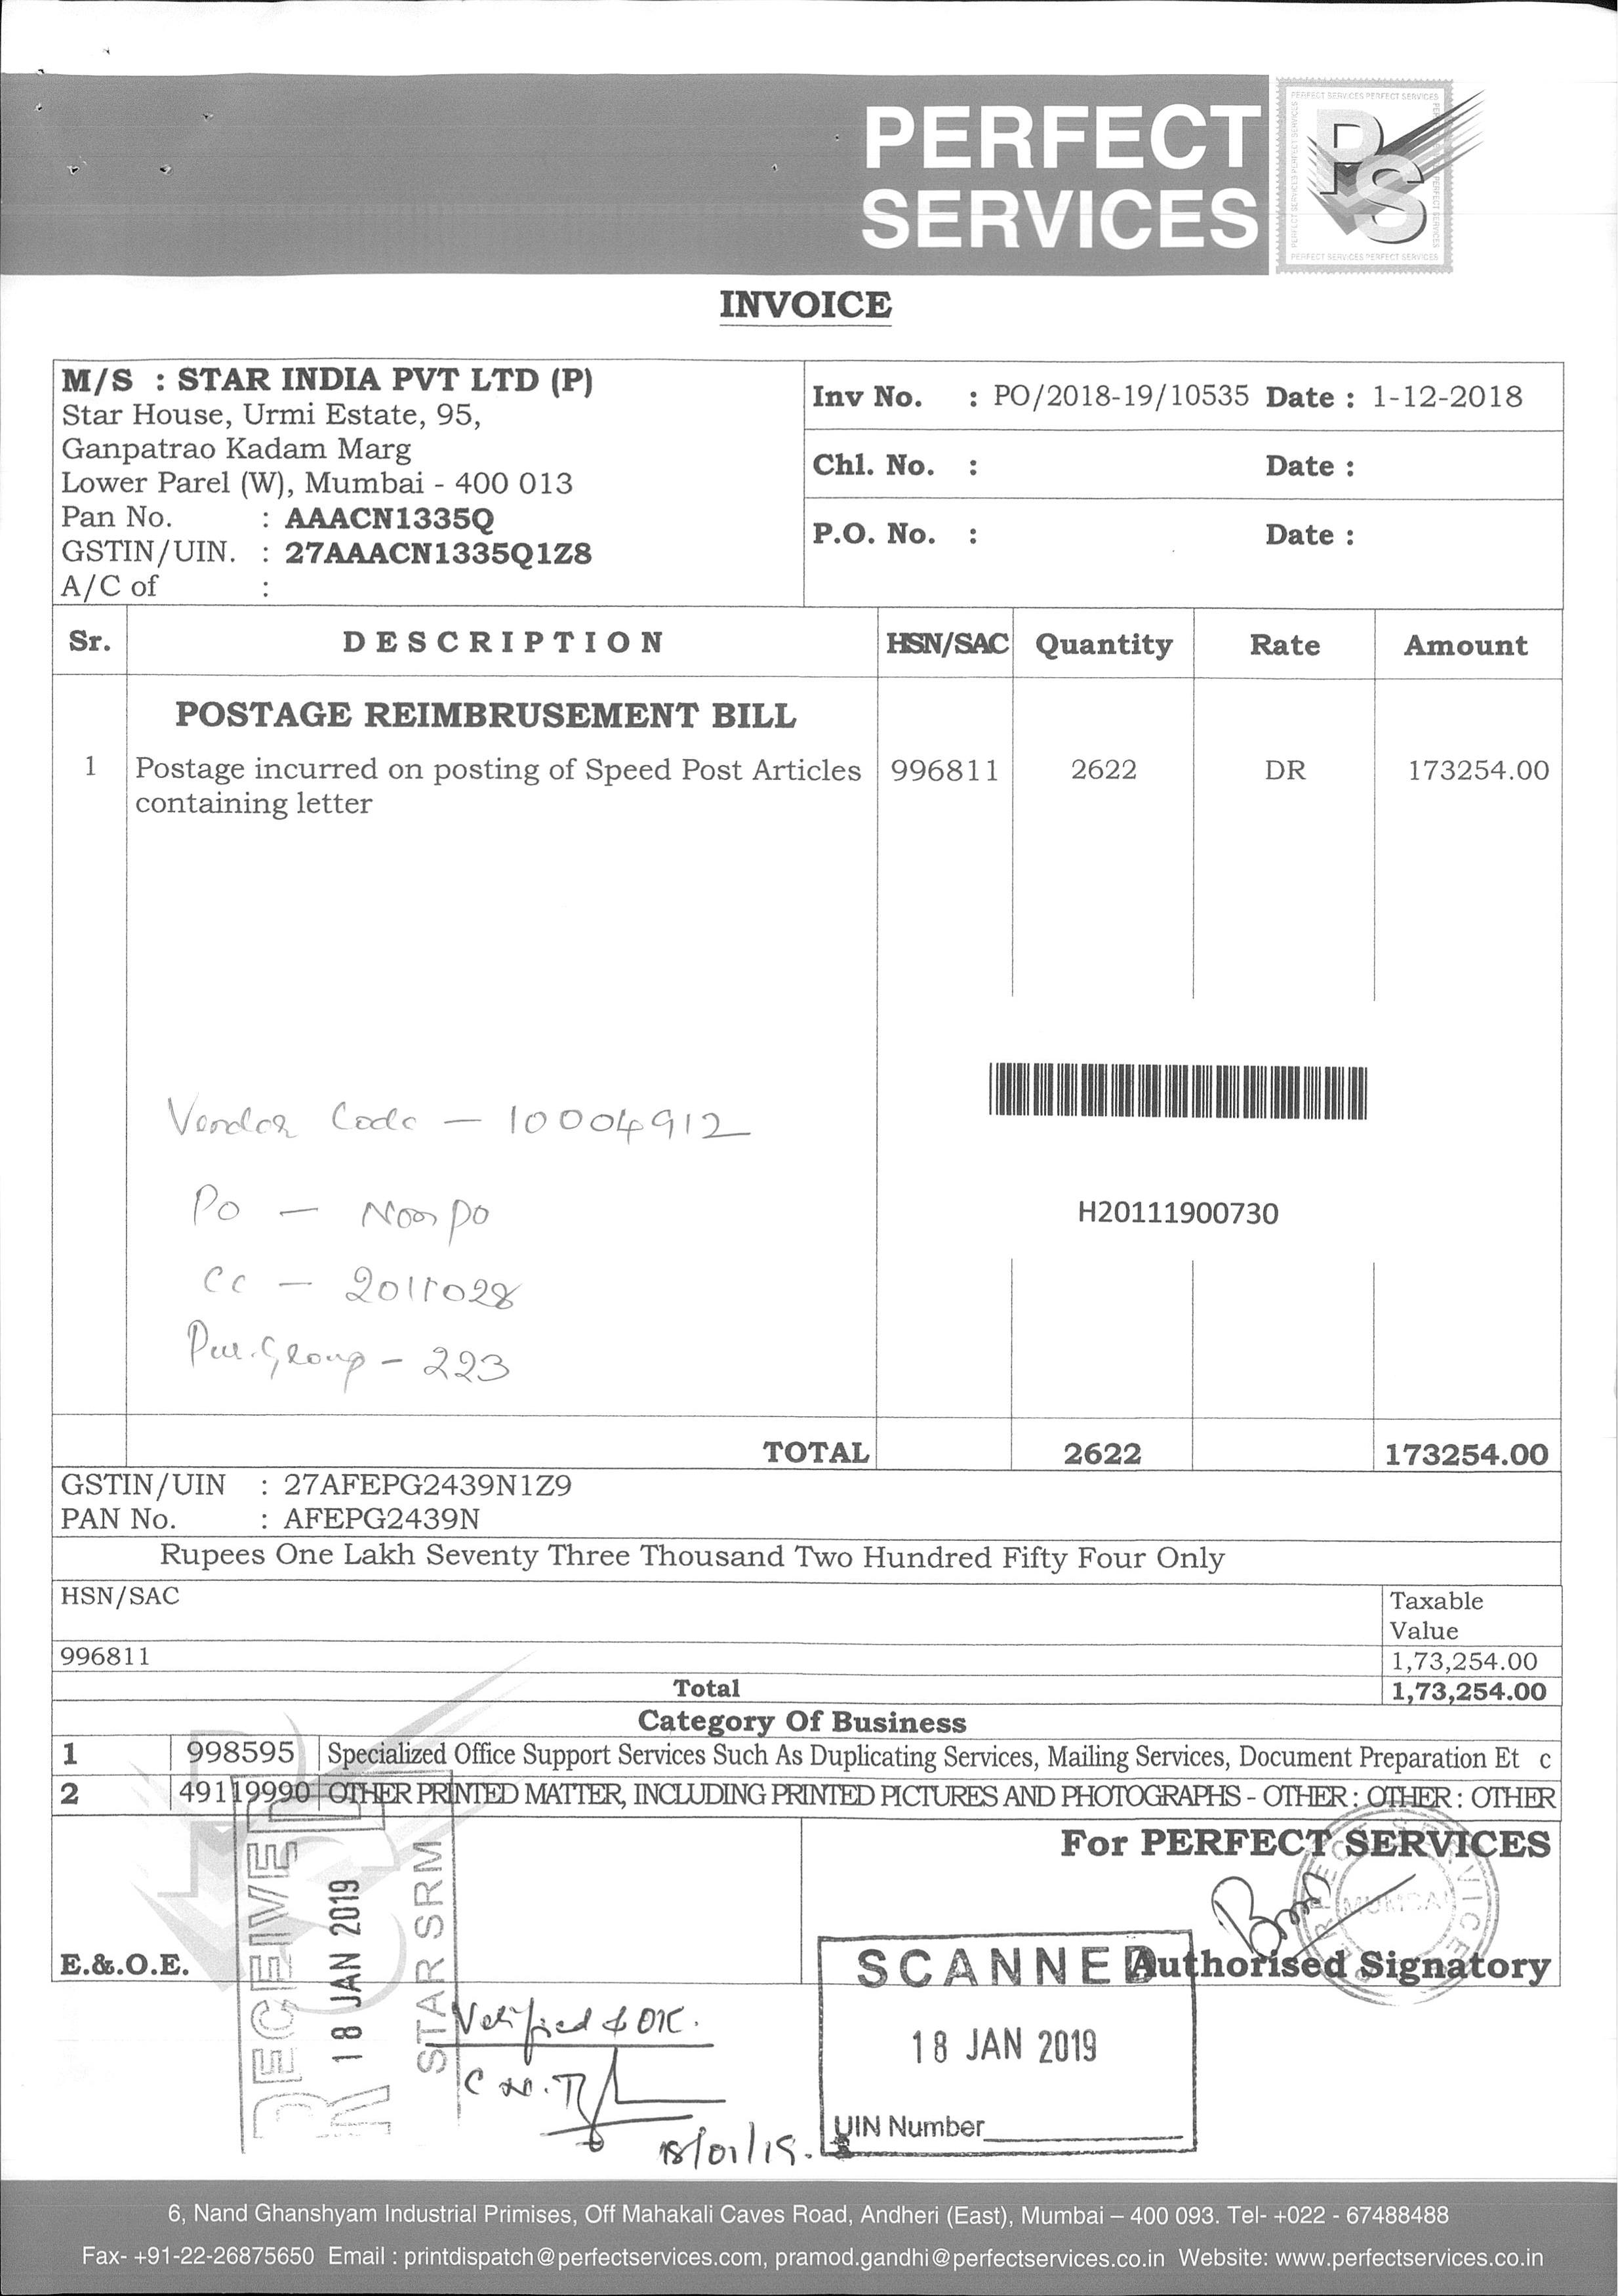 PERFECT
SERVICES
PERFECT SERVICES PERFECT SERVICES
PS
PERFECT SERVICES PERFECT SERVICES
INVOICE
M/S : STAR INDIA PVT LTD (P)
Star House, Urmi Estate, 95,
Ganpatrao Kadam Marg
Lower Parel (W), Mumbai - 400 013
Pan No. : AAACN1335Q
GSTIN/UIN. : 27AAACN1335Q1Z8
A/C of :
Inv No. : PO/2018-19/10535 Date : 1-12-2018
Chl. No. : Date :
P.O. No. : Date :
Sr. DESCRIPTION HSN/SAC Quantity Rate Amount
POSTAGE REIMBRUSEMENT BILL
1 Postage incurred on posting of Speed Post Articles 996811 2622 DR 173254.00
containing letter
Vendor Code - 10004912
PO - Non PO
H20111900730
CC - 2011028
Pur. Group - 223
TOTAL 2622 173254.00
GSTIN/UIN : 27AFEPG2439N1Z9
PAN No. : AFEPG2439N
Rupees One Lakh Seventy Three Thousand Two Hundred Fifty Four Only
HSN/SAC Taxable
Value
996811 1,73,254.00
Total 1,73,254.00
Category Of Business
1 998595 Specialized Office Support Services Such As Duplicating Services, Mailing Services, Document Preparation Et c
2 49119990 OTHER PRINTED MATTER, INCLUDING PRINTED PICTURES AND PHOTOGRAPHS - OTHER : OTHER : OTHER
For PERFECT SERVICES
MUMBAI
E.&.O.E.
Authorised Signatory
RECEIVED
18 JAN 2019
STAR SRM
Verified & OK.
18/01/19.
SCANNED
18 JAN 2019
UIN Number
6, Nand Ghanshyam Industrial Primises, Off Mahakali Caves Road, Andheri (East), Mumbai – 400 093. Tel- +022 - 67488488
Fax- +91-22-26875650 Email : printdispatch@perfectservices.com, pramod.gandhi@perfectservices.co.in Website: www.perfectservices.co.in